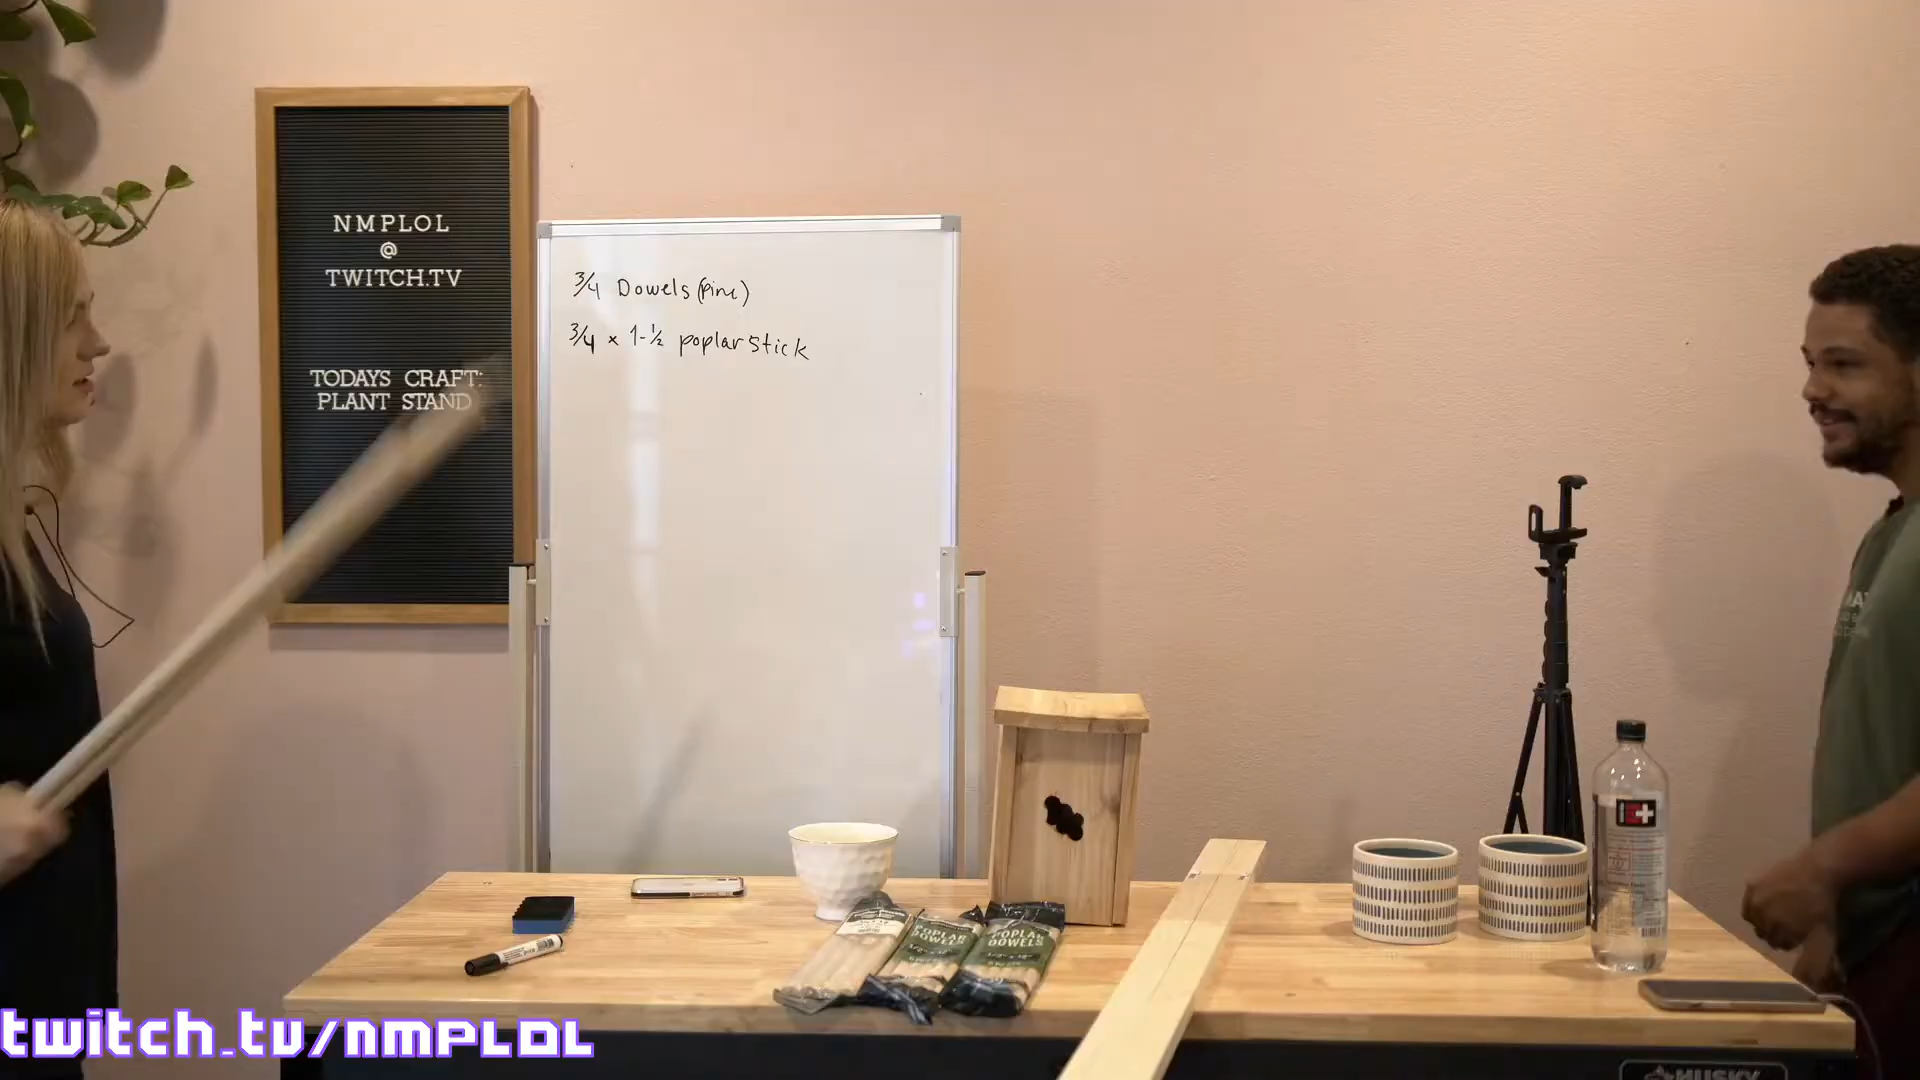 NMPLOL
@
TWITCH.TV
TODAYS CRAFT:
PLANT STAND
3/4 Dowels (pine)
3/4 x 1-1/2 poplar stick
POPLAR
DOWELS
POPLAR
DOWELS
HUSKY
twitch.tv/nmplol